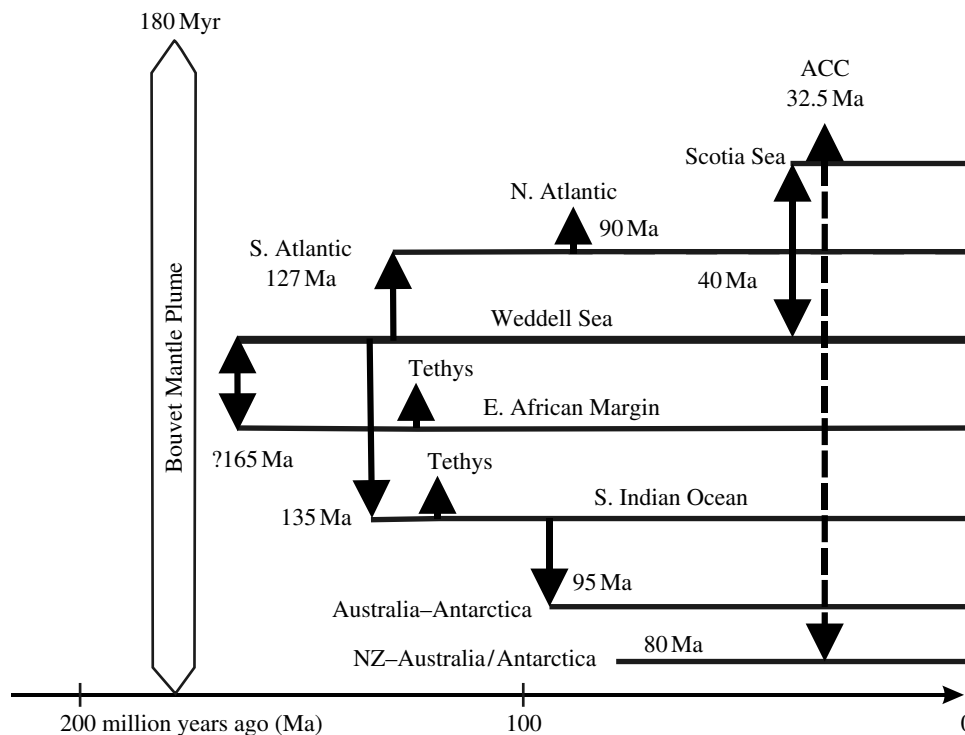 180 Myr
ACC
32.5 Ma
Scotia Sea
N. Atlantic
90 Ma
S. Atlantic
127 Ma
40 Ma
Bouvet Mantle Plume
Weddell Sea
Tethys
E. African Margin
?165 Ma
Tethys
S. Indian Ocean
135 Ma
95 Ma
Australia–Antarctica
80 Ma
NZ–Australia/Antarctica
200 million years ago (Ma)
100
0